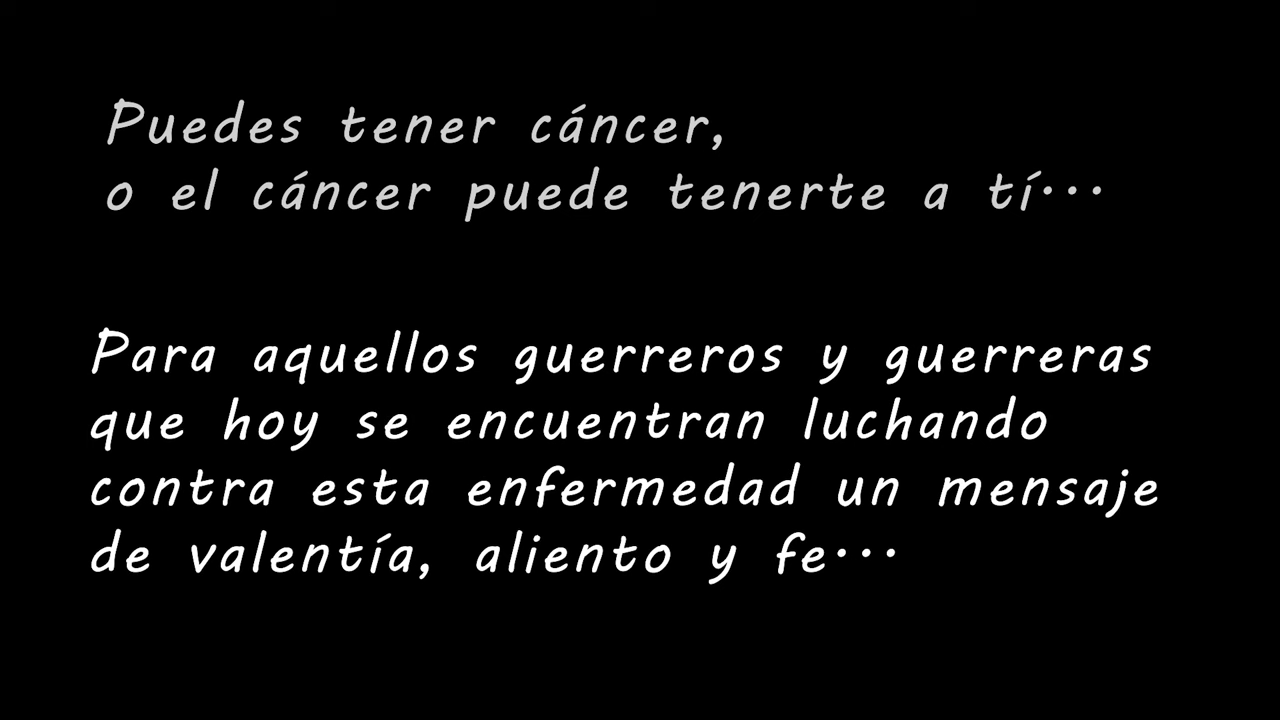 Puedes tener cáncer,
o el cáncer puede tenerte a tí...
Para aquellos guerreros y guerreras
que hoy se encuentran luchando
contra esta enfermedad un mensaje
de valentía, aliento y fe...